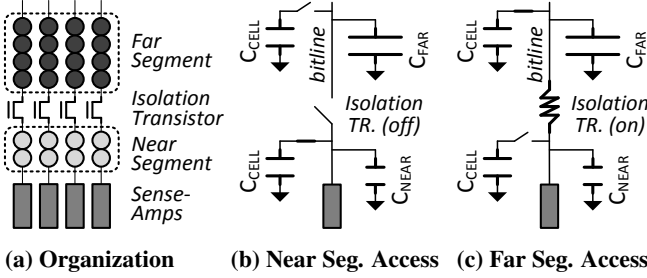 Far
Segment
Isolation
Transistor
Near
Segment
Sense-
Amps
(a) Organization
CCELL
bitline
CFAR
Isolation
TR. (off)
CCELL
CNEAR
(b) Near Seg. Access
CCELL
bitline
CFAR
Isolation
TR. (on)
CCELL
CNEAR
(c) Far Seg. Access